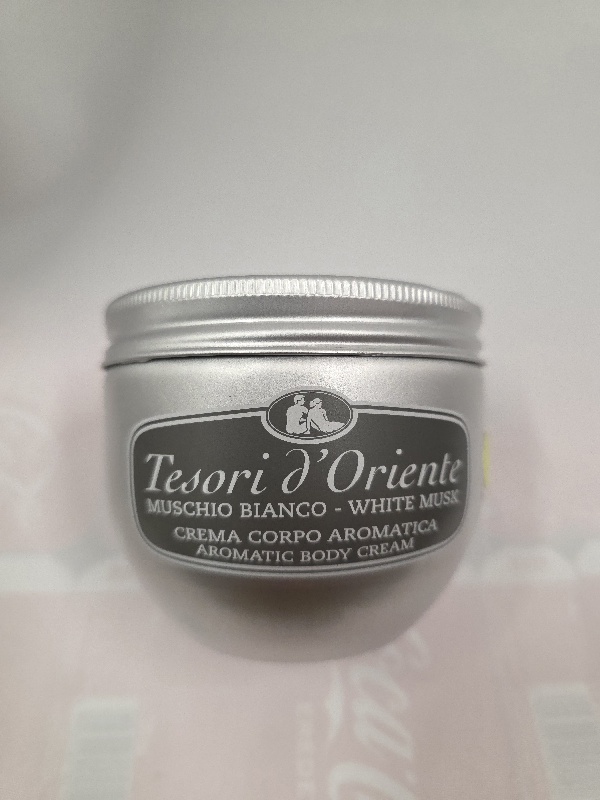 Tesori d'Oriente
MUSCHIO BIANCO - WHITE MUSK
CREMA CORPO AROMATICA
AROMATIC BODY CREAM